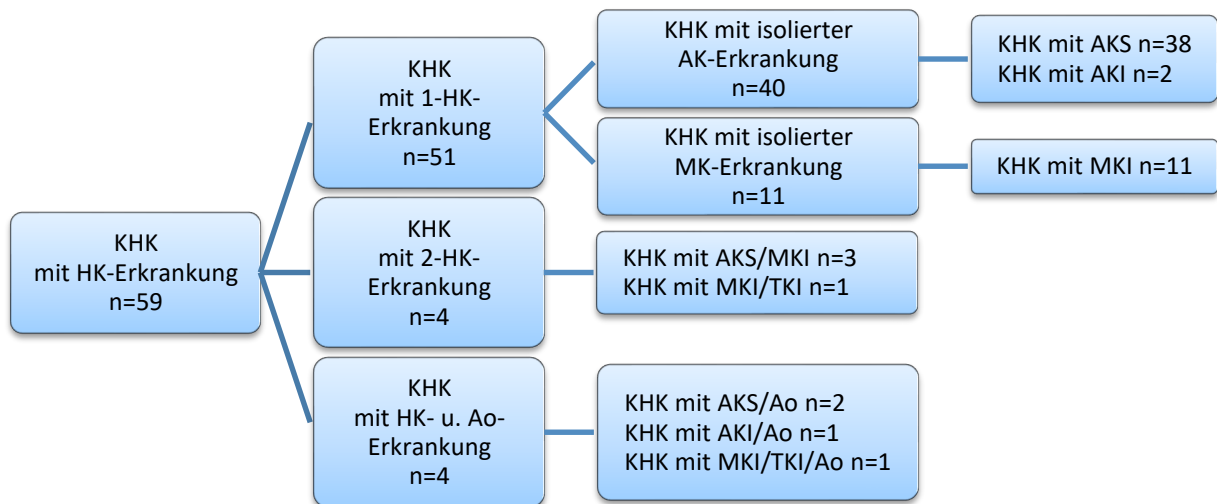 KHK
mit HK-Erkrankung
n=59
KHK
mit 1-HK-
Erkrankung
n=51
KHK mit isolierter
AK-Erkrankung
n=40
KHK mit AKS n=38
KHK mit AKI n=2
KHK mit isolierter
MK-Erkrankung
n=11
KHK mit MKI n=11
KHK
mit 2-HK-
Erkrankung
n=4
KHK mit AKS/MKI n=3
KHK mit MKI/TKI n=1
KHK
mit HK- u. Ao-
Erkrankung
n=4
KHK mit AKS/Ao n=2
KHK mit AKI/Ao n=1
KHK mit MKI/TKI/Ao n=1